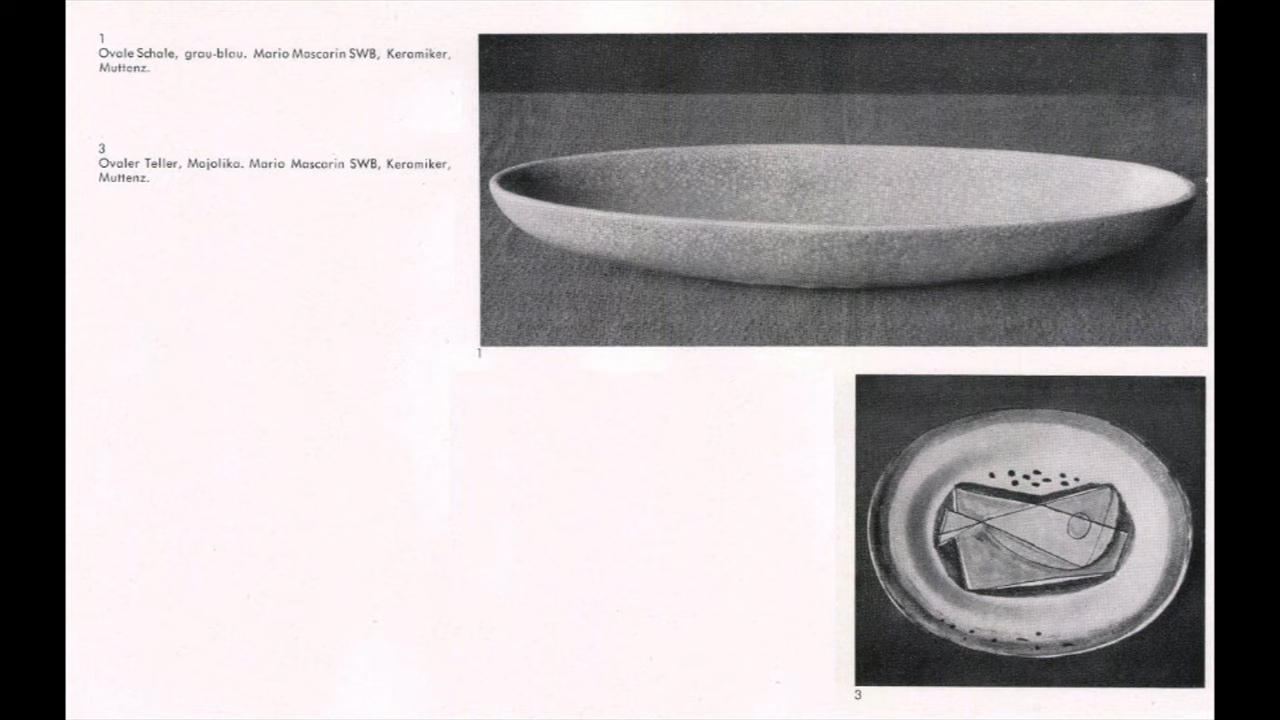 1
Ovale Schale, grau-blau. Mario Mascarin SWB, Keramiker,
Muttenz.
3
Ovaler Teller, Majolika. Mario Mascarin SWB, Keramiker,
Muttenz.
1
3